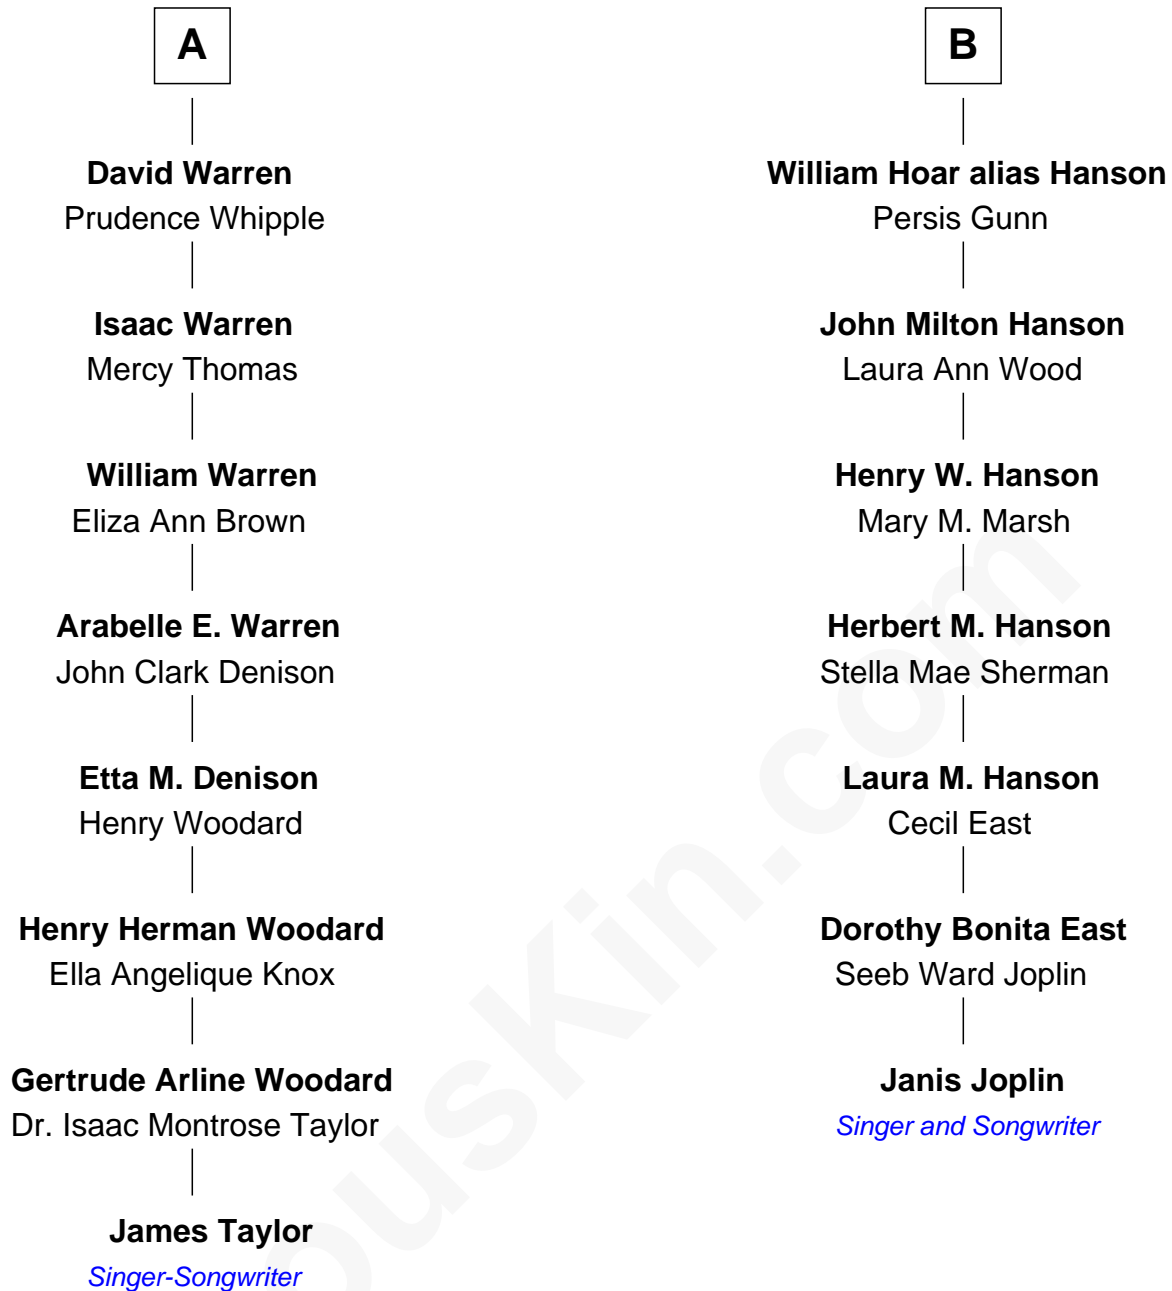 A
David Warren
Prudence Whipple
Isaac Warren
Mercy Thomas
William Warren
Eliza Ann Brown
Arabelle E. Warren
John Clark Denison
Etta M. Denison
Henry Woodard
Henry Herman Woodard
Ella Angelique Knox
Gertrude Arline Woodard
Dr. Isaac Montrose Taylor
James Taylor
Singer-Songwriter
B
William Hoar alias Hanson
Persis Gunn
John Milton Hanson
Laura Ann Wood
Henry W. Hanson
Mary M. Marsh
Herbert M. Hanson
Stella Mae Sherman
Laura M. Hanson
Cecil East
Dorothy Bonita East
Seeb Ward Joplin
Janis Joplin
Singer and Songwriter
ousKin.com